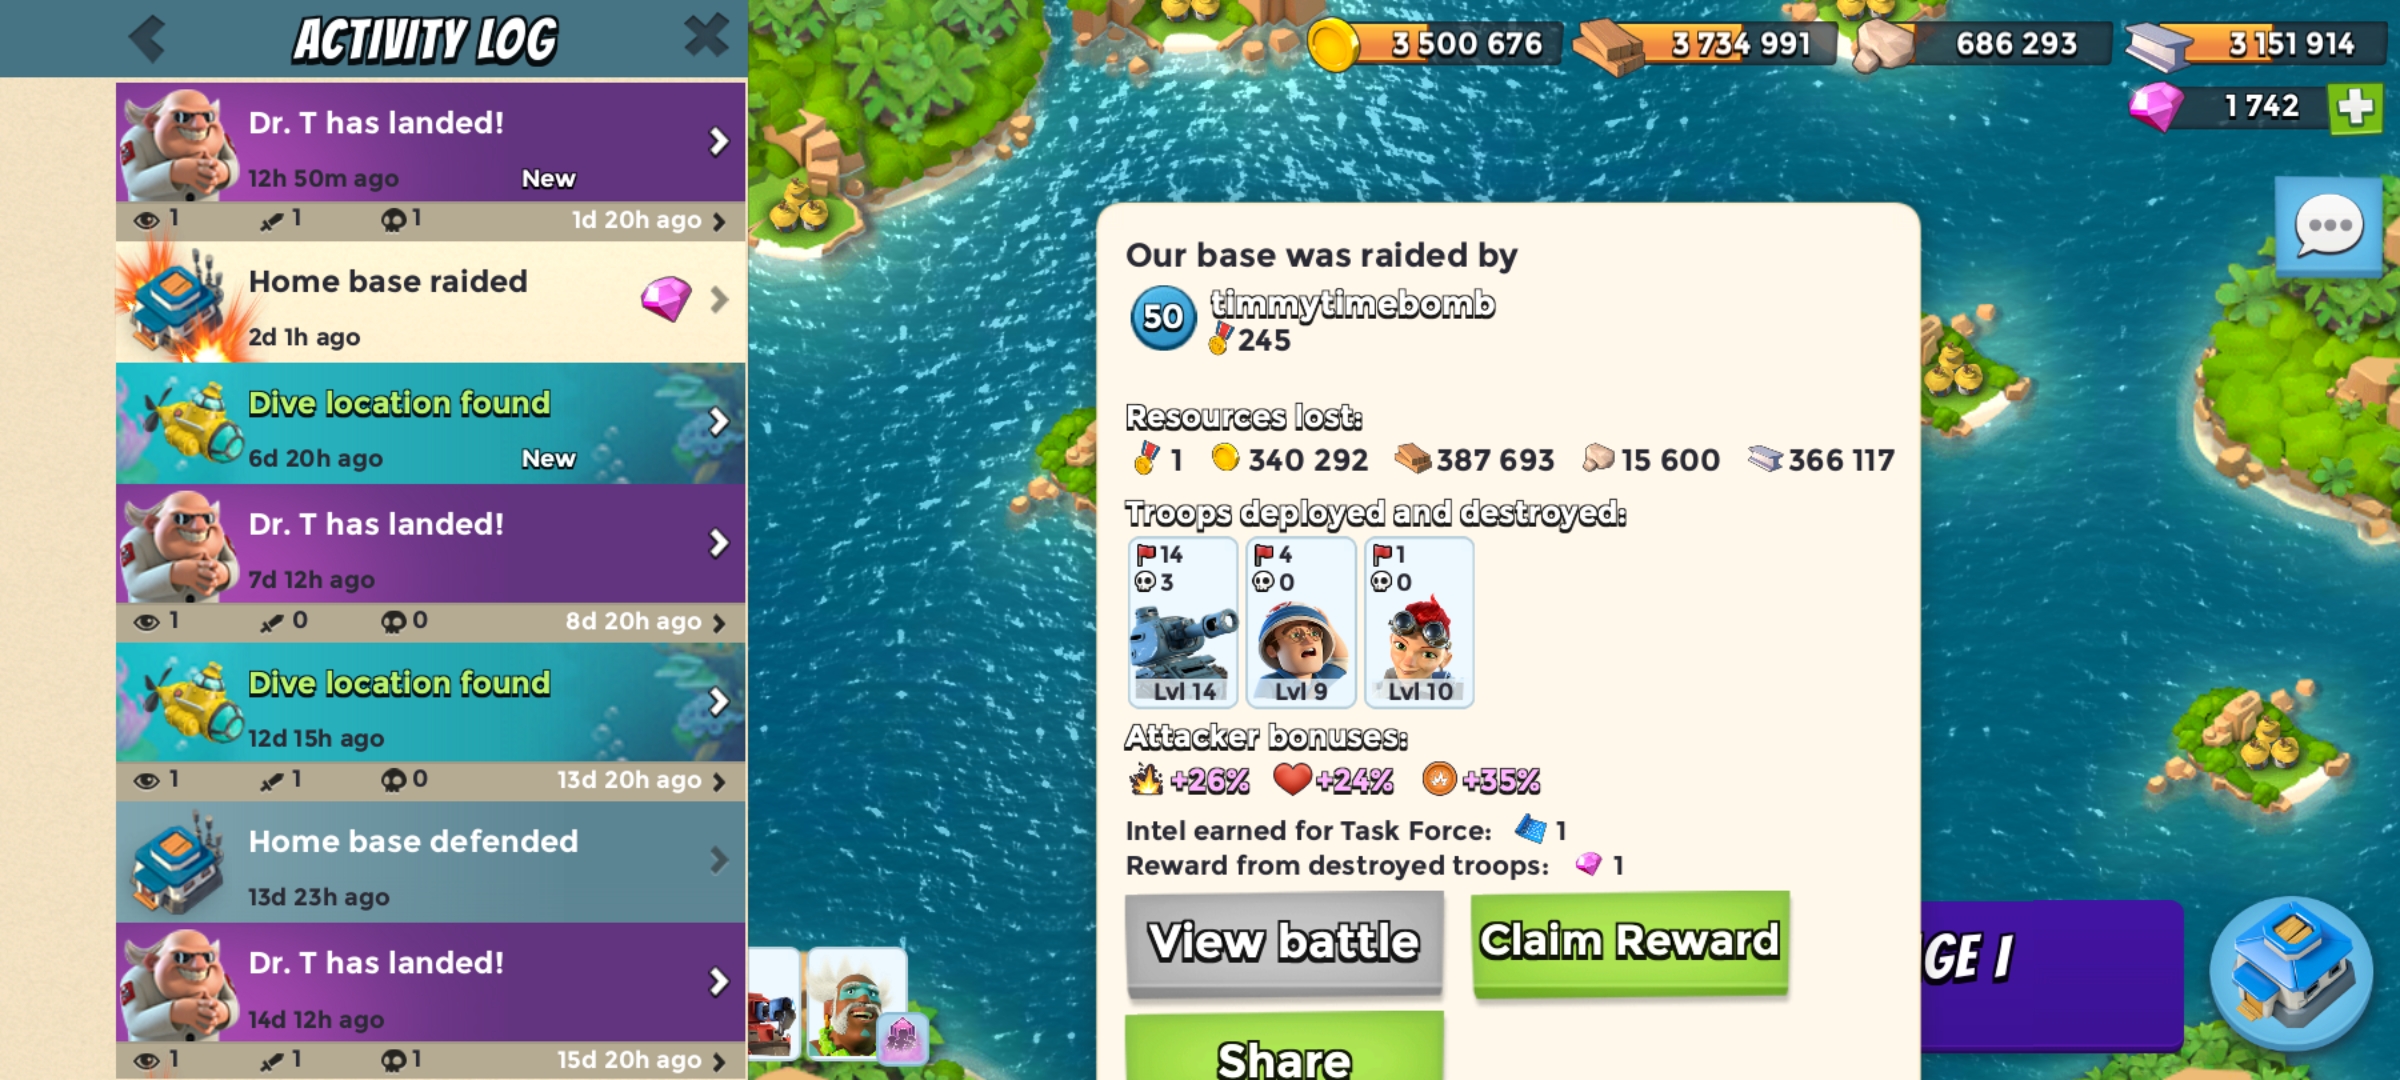 ACTIVITY LOG
Dr. T has landed!
12h 50m ago
New
1
1
1
1d 20h ago
Home base raided
2d 1h ago
Dive location found
6d 20h ago
New
Dr. T has landed!
7d 12h ago
1
0
0
8d 20h ago
Dive location found
12d 15h ago
1
1
0
13d 20h ago
Home base defended
13d 23h ago
Dr. T has landed!
14d 12h ago
1
1
1
15d 20h ago
3 500 676
3 734 991
686 293
3 151 914
1 742
Our base was raided by
50
timmytimebomb
245
Resources lost:
1
340 292
387 693
15 600
366 117
Troops deployed and destroyed:
14
3
Lvl 14
4
0
Lvl 9
1
0
Lvl 10
Attacker bonuses:
+26%
+24%
+35%
Intel earned for Task Force: 1
Reward from destroyed troops: 1
View battle
Claim Reward
Share
GE I